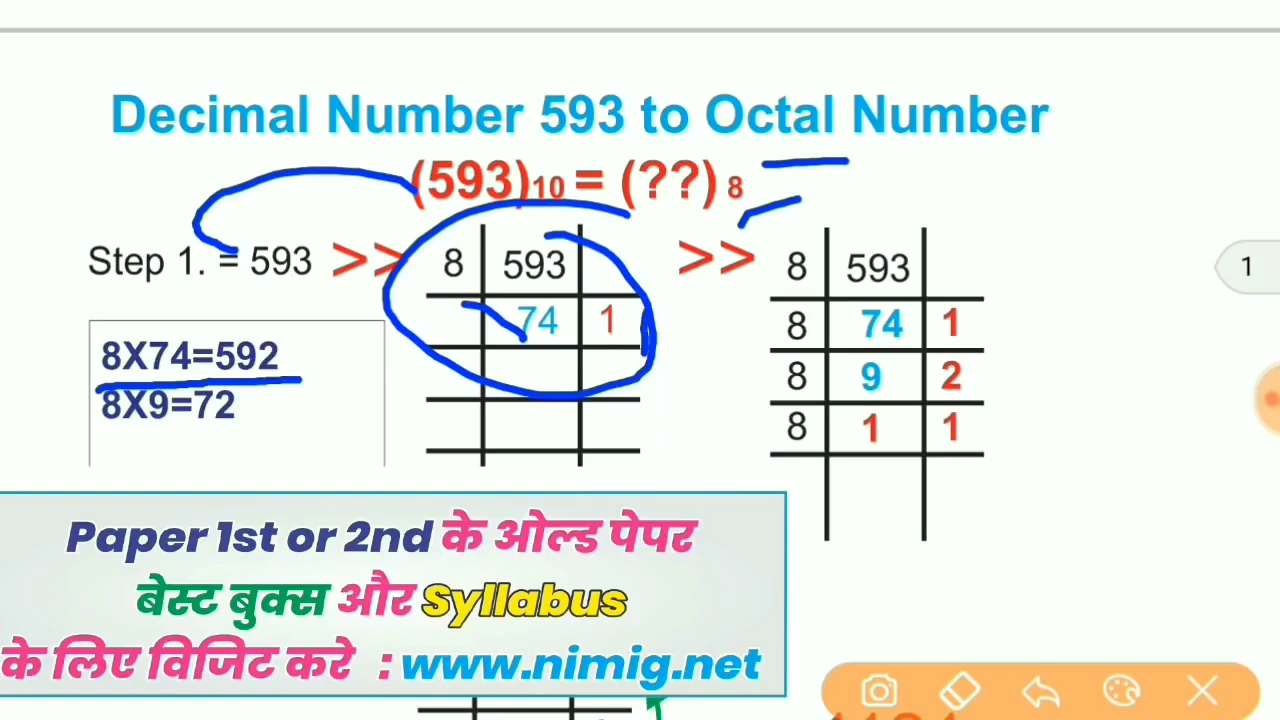 Decimal Number 593 to Octal Number
(593)10 = (??) 8
Step 1. = 593 >> 8 593 >> 8 593
74 1 8 74 1
8X74=592 8 9 2
8X9=72 8 1 1
1
Paper 1st or 2nd के ओल्ड पेपर
बेस्ट बुक्स और Syllabus
के लिए विजिट करे : www.nimig.net